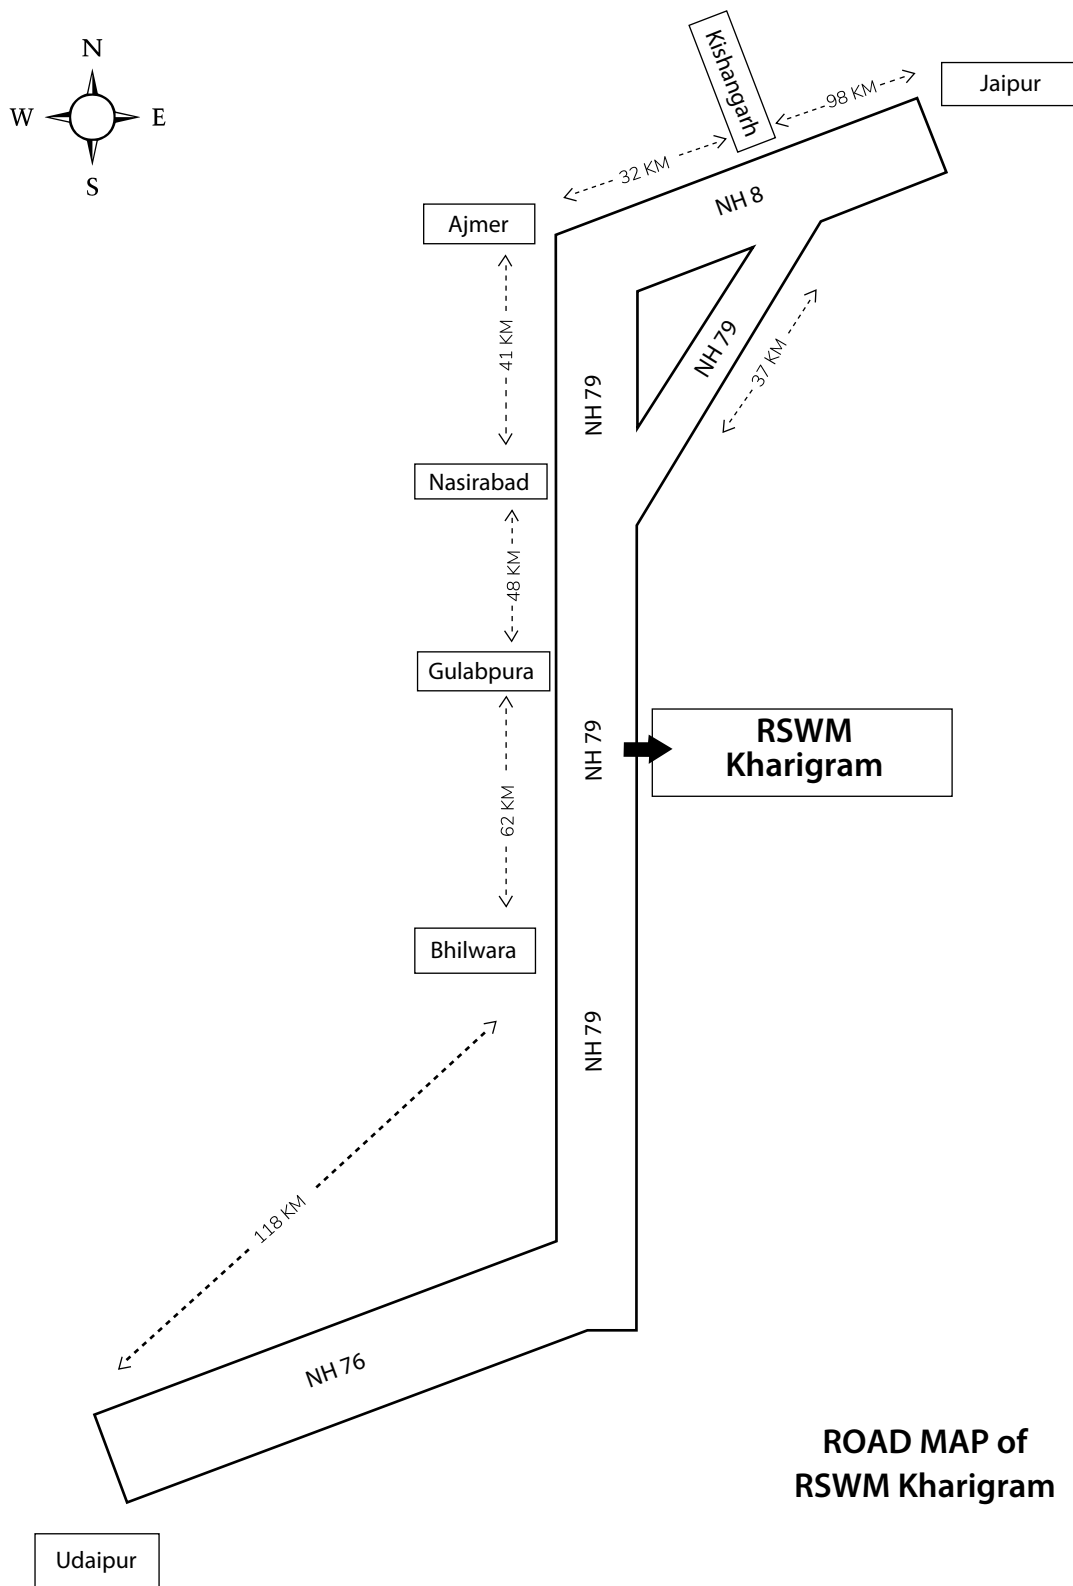 N
W
E
S
Kishangarh
98 KM
Jaipur
32 KM
NH 8
Ajmer
41 KM
NH 79
NH 79
37 KM
Nasirabad
48 KM
Gulabpura
NH 79
RSWM
Kharigram
62 KM
Bhilwara
NH 79
118 KM
NH 76
ROAD MAP of
RSWM Kharigram
Udaipur